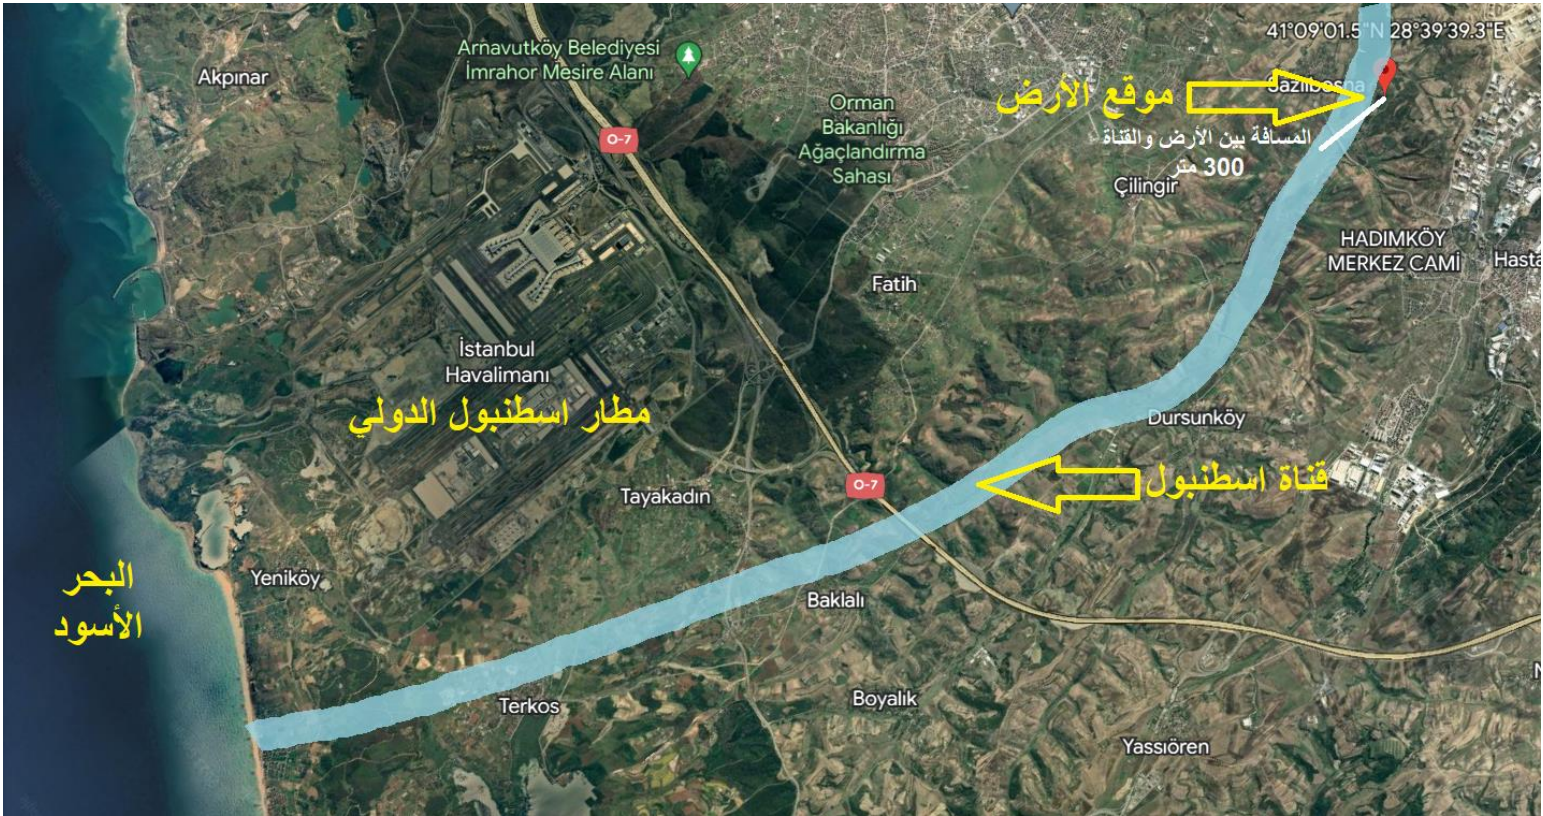 41°09'01.5"N 28°39'39.3"E
Arnavutköy Belediyesi
İmrahor Mesire Alanı
Akpınar
Sazlıbosna
موقع الأرض
المسافة بين الأرض والقناة
300 متر
Orman
Bakanlığı
Ağaçlandırma
Sahası
O-7
Çilingir
HADIMKÖY
MERKEZ CAMİ
Hasta
Fatih
İstanbul
Havalimanı
مطار اسطنبول الدولي
Dursunköy
قناة اسطنبول
O-7
Tayakadın
البحر
الأسود
Yeniköy
Baklalı
Terkos
Boyalık
Yassıören